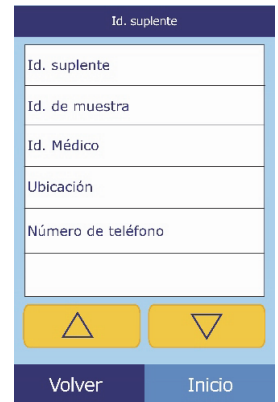 Id. suplente
Id. suplente
Id. de muestra
Id. Médico
Ubicación
Número de teléfono
Volver Inicio